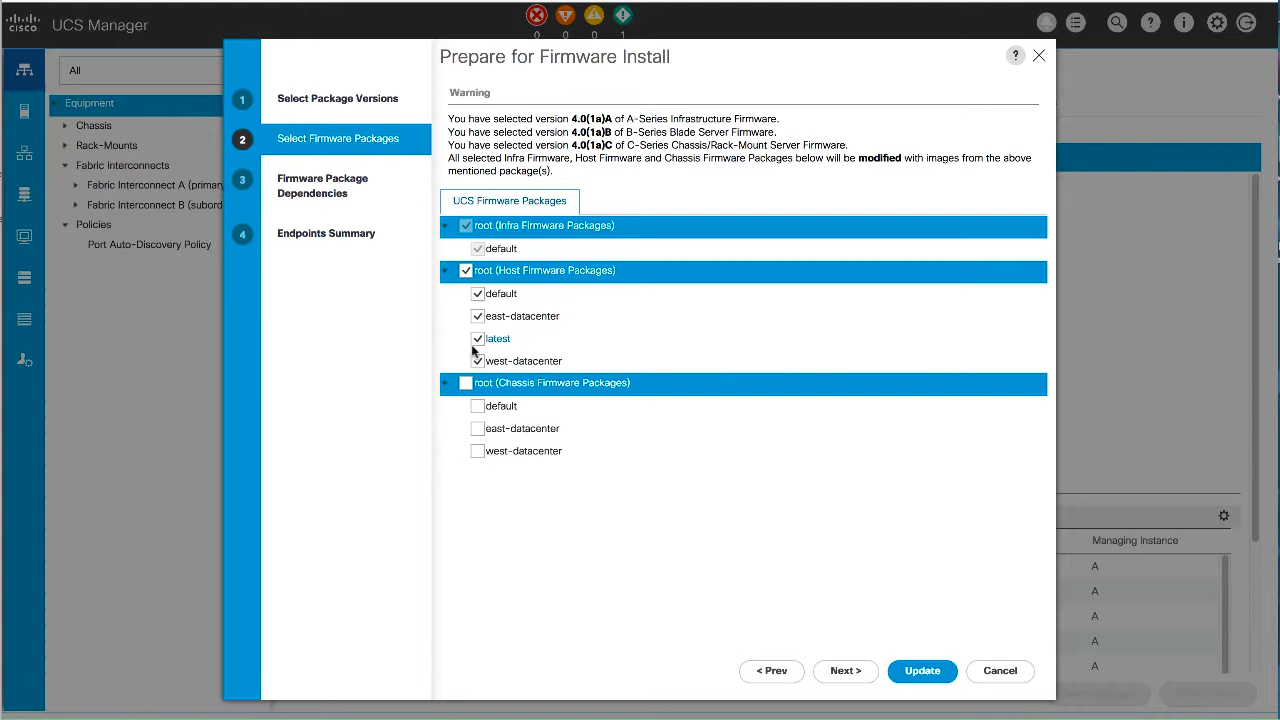 CISCO
UCS Manager
0 0 0 1
All
Equipment
Chassis
Rack-Mounts
Fabric Interconnects
Fabric Interconnect A (primary
Fabric Interconnect B (subord
Policies
Port Auto-Discovery Policy
1 Select Package Versions
2 Select Firmware Packages
3 Firmware Package
Dependencies
4 Endpoints Summary
Prepare for Firmware Install
?
Warning
You have selected version 4.0(1a)A of A-Series Infrastructure Firmware.
You have selected version 4.0(1a)B of B-Series Blade Server Firmware.
You have selected version 4.0(1a)C of C-Series Chassis/Rack-Mount Server Firmware.
All selected Infra Firmware, Host Firmware and Chassis Firmware Packages below will be modified with images from the above
mentioned package(s).
UCS Firmware Packages
root (Infra Firmware Packages)
default
root (Host Firmware Packages)
default
east-datacenter
latest
west-datacenter
root (Chassis Firmware Packages)
default
east-datacenter
west-datacenter
< Prev Next > Update Cancel
Managing Instance
A
A
A
A
A